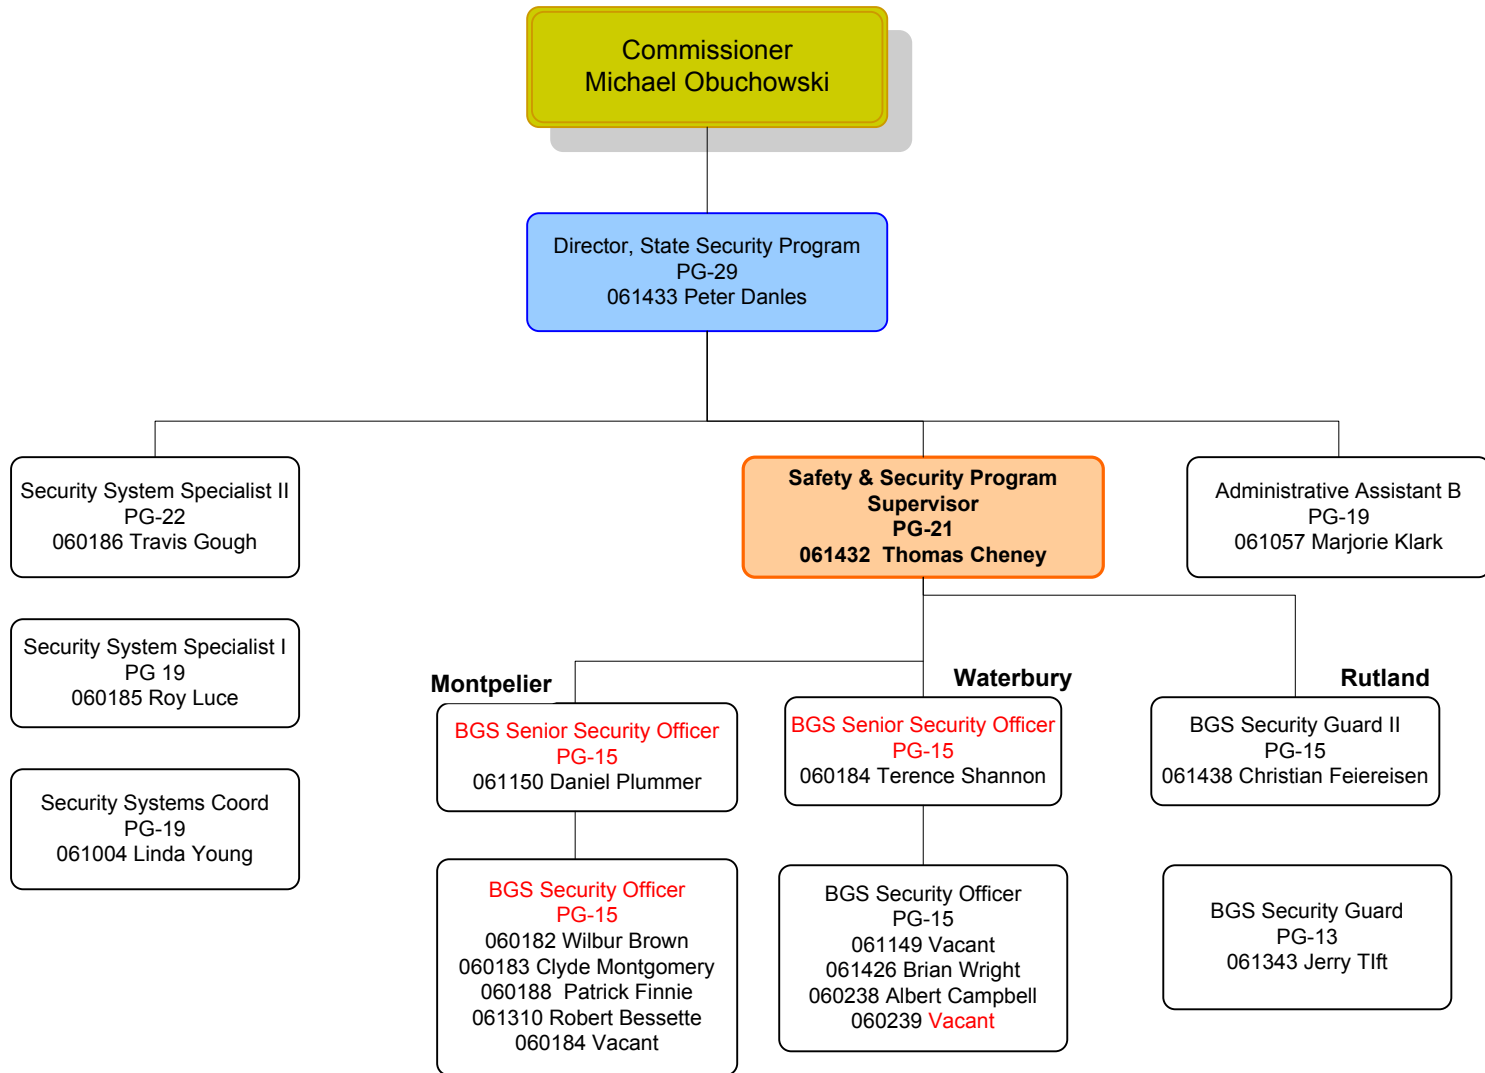 Commissioner
Michael Obuchowski
Director, State Security Program
PG-29
061433 Peter Danles
Security System Specialist II
PG-22
060186 Travis Gough
Safety & Security Program
Supervisor
PG-21
061432 Thomas Cheney
Administrative Assistant B
PG-19
061057 Marjorie Klark
Security System Specialist I
PG 19
060185 Roy Luce
Security Systems Coord
PG-19
061004 Linda Young
Montpelier
BGS Senior Security Officer
PG-15
061150 Daniel Plummer
BGS Security Officer
PG-15
060182 Wilbur Brown
060183 Clyde Montgomery
060188 Patrick Finnie
061310 Robert Bessette
060184 Vacant
Waterbury
BGS Senior Security Officer
PG-15
060184 Terence Shannon
BGS Security Officer
PG-15
061149 Vacant
061426 Brian Wright
060238 Albert Campbell
060239 Vacant
Rutland
BGS Security Guard II
PG-15
061438 Christian Feiereisen
BGS Security Guard
PG-13
061343 Jerry TIft